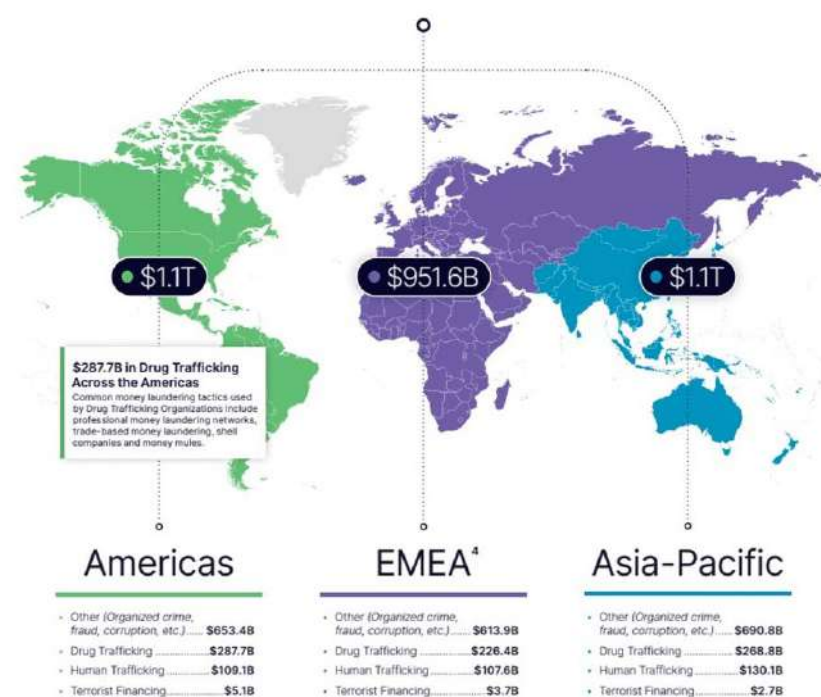 $1.1T
$951.6B
$1.1T
$287.7B in Drug Trafficking
Across the Americas
Common money laundering tactics used
by Drug Trafficking Organizations include
professional money laundering networks,
trade-based money laundering, shell
companies and money mules.
Americas
Other (Organized crime,
fraud, corruption, etc.) ..... $653.4B
Drug Trafficking ..... $287.7B
Human Trafficking ..... $109.1B
Terrorist Financing ..... $5.1B
EMEA⁴
Other (Organized crime,
fraud, corruption, etc.) ..... $613.9B
Drug Trafficking ..... $226.4B
Human Trafficking ..... $107.6B
Terrorist Financing ..... $3.7B
Asia-Pacific
Other (Organized crime,
fraud, corruption, etc.) ..... $690.8B
Drug Trafficking ..... $268.8B
Human Trafficking ..... $130.1B
Terrorist Financing ..... $2.7B